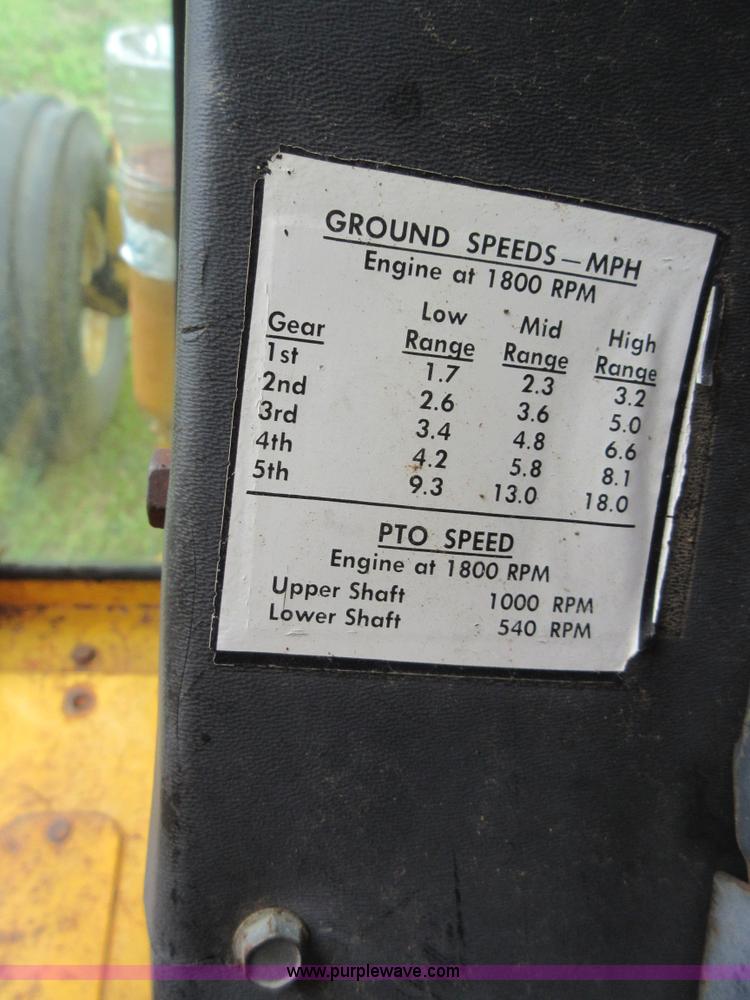 GROUND SPEEDS—MPH
Engine at 1800 RPM
Low Mid High
Gear Range Range Range
1st 1.7 2.3 3.2
2nd 2.6 3.6 5.0
3rd 3.4 4.8 6.6
4th 4.2 5.8 8.1
5th 9.3 13.0 18.0
PTO SPEED
Engine at 1800 RPM
Upper Shaft 1000 RPM
Lower Shaft 540 RPM
www.purplewave.com